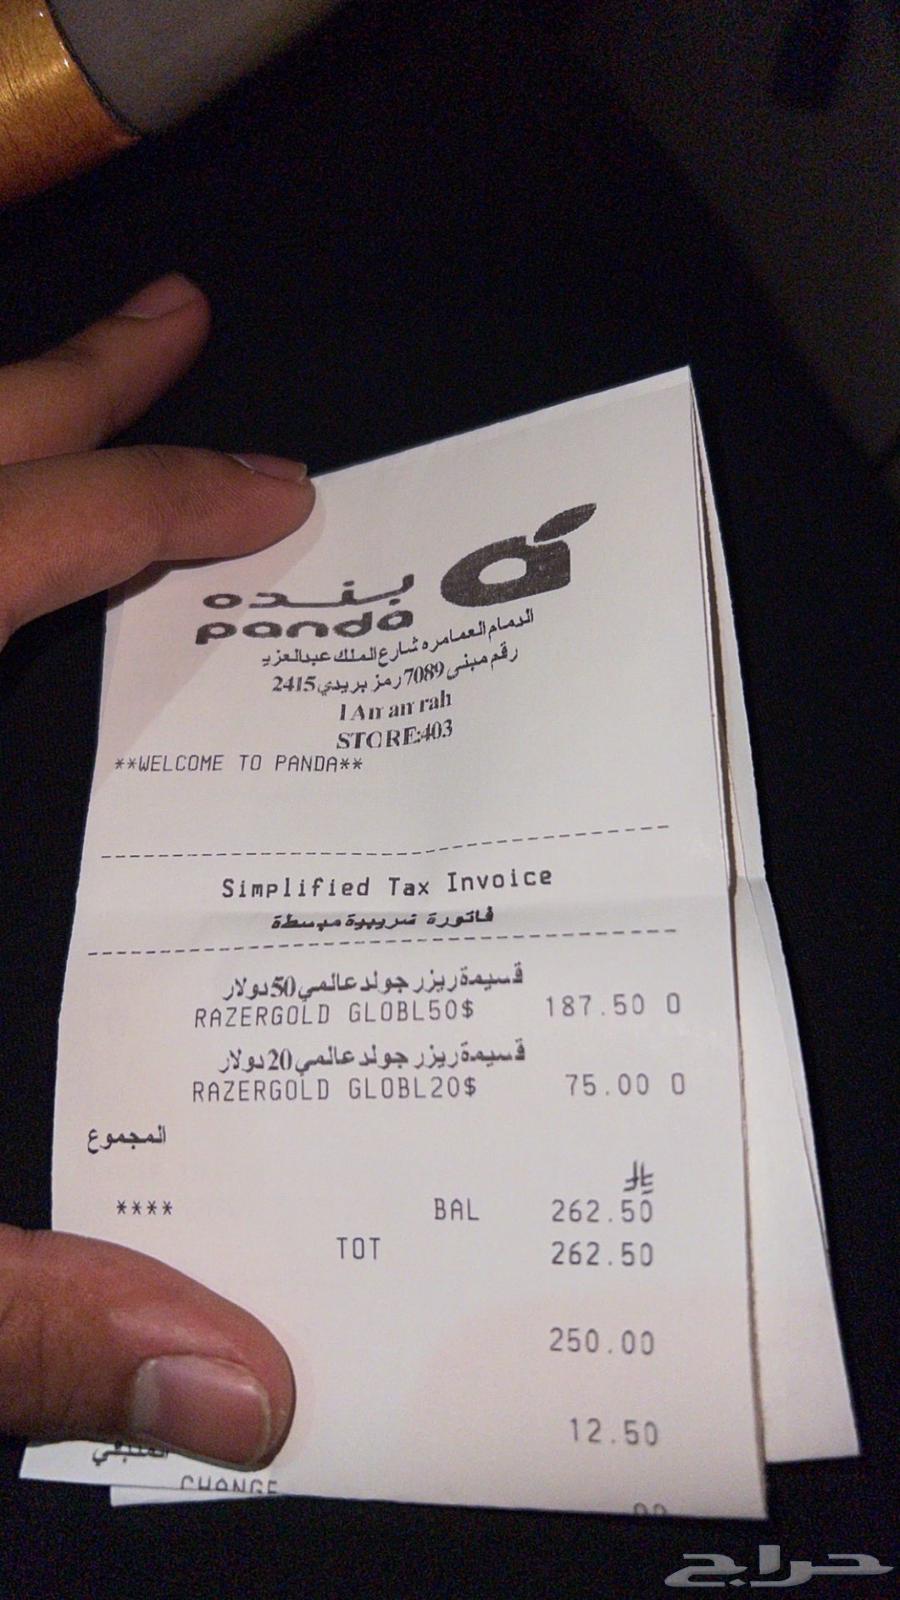 بنده
panda
الدمام العمامره شارع الملك عبدالعزيز
رقم مبنى 7089 رمز بريدي 2415
STORE:403
**WELCOME TO PANDA**
Simplified Tax Invoice
فاتورة ضريبية مبسطة
قسيمة ريزر جولد عالمي 50 دولار
RAZERGOLD GLOBL50$ 187.50 0
قسيمة ريزر جولد عالمي 20 دولار
RAZERGOLD GLOBL20$ 75.00 0
المجموع
**** BAL 262.50
TOT 262.50
250.00
12.50
CHANGE
حراج